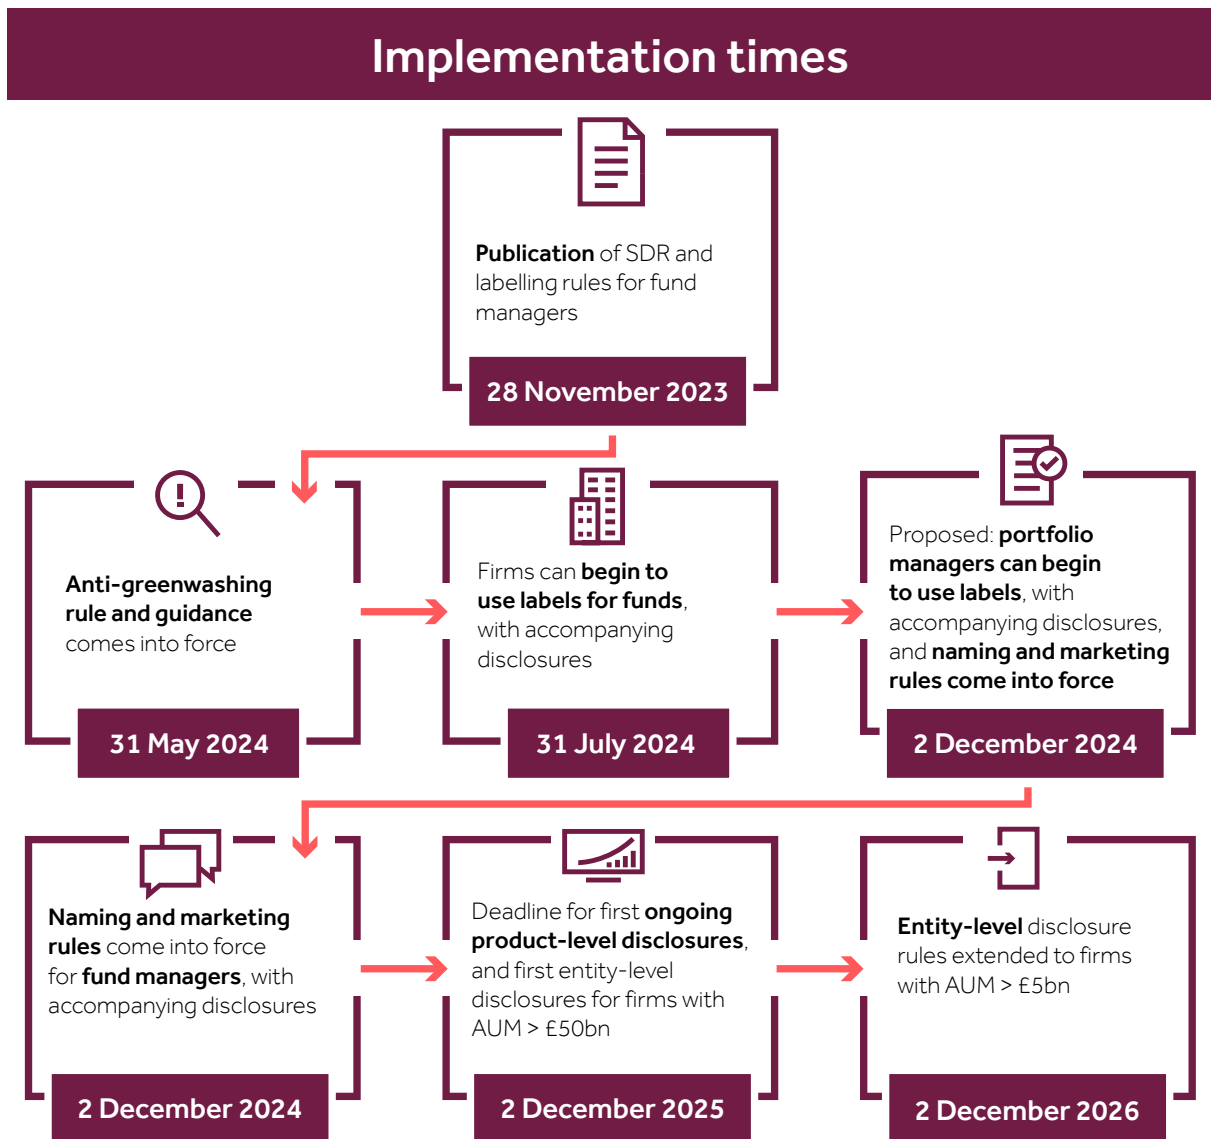 Implementation times
Publication of SDR and
labelling rules for fund
managers
28 November 2023
Anti-greenwashing
rule and guidance
comes into force
31 May 2024
Firms can begin to
use labels for funds,
with accompanying
disclosures
31 July 2024
Proposed: portfolio
managers can begin
to use labels, with
accompanying disclosures,
and naming and marketing
rules come into force
2 December 2024
Naming and marketing
rules come into force
for fund managers, with
accompanying disclosures
2 December 2024
Deadline for first ongoing
product-level disclosures,
and first entity-level
disclosures for firms with
AUM > £50bn
2 December 2025
Entity-level disclosure
rules extended to firms
with AUM > £5bn
2 December 2026